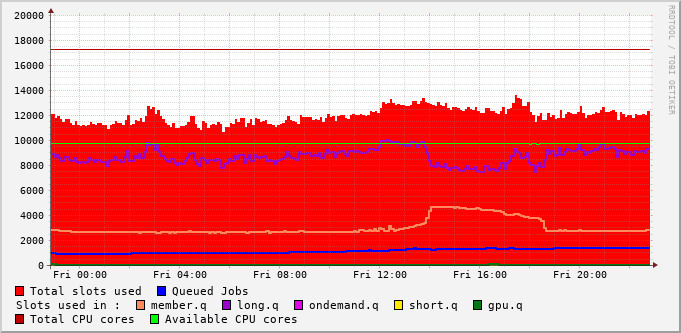 20000
18000
16000
14000
12000
10000
8000
6000
4000
2000
0
Fri 00:00 Fri 04:00 Fri 08:00 Fri 12:00 Fri 16:00 Fri 20:00
RRDTOOL / TOBI OETIKER
Total slots used Queued Jobs
Slots used in : member.q long.q ondemand.q short.q gpu.q
Total CPU cores Available CPU cores